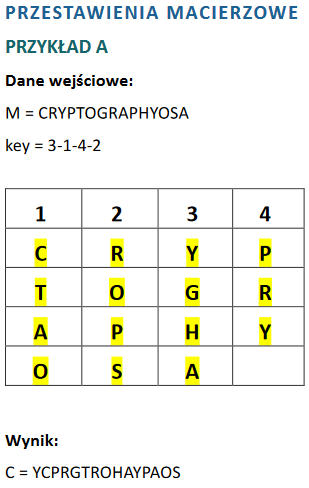 PRZESTAWIENIA MACIERZOWE
PRZYKŁAD A
Dane wejściowe:
M = CRYPTOGRAPHYOSA
key = 3-1-4-2
1 2 3 4
C R Y P
T O G R
A P H Y
O S A
Wynik:
C = YCPRGTROHAYPAOS